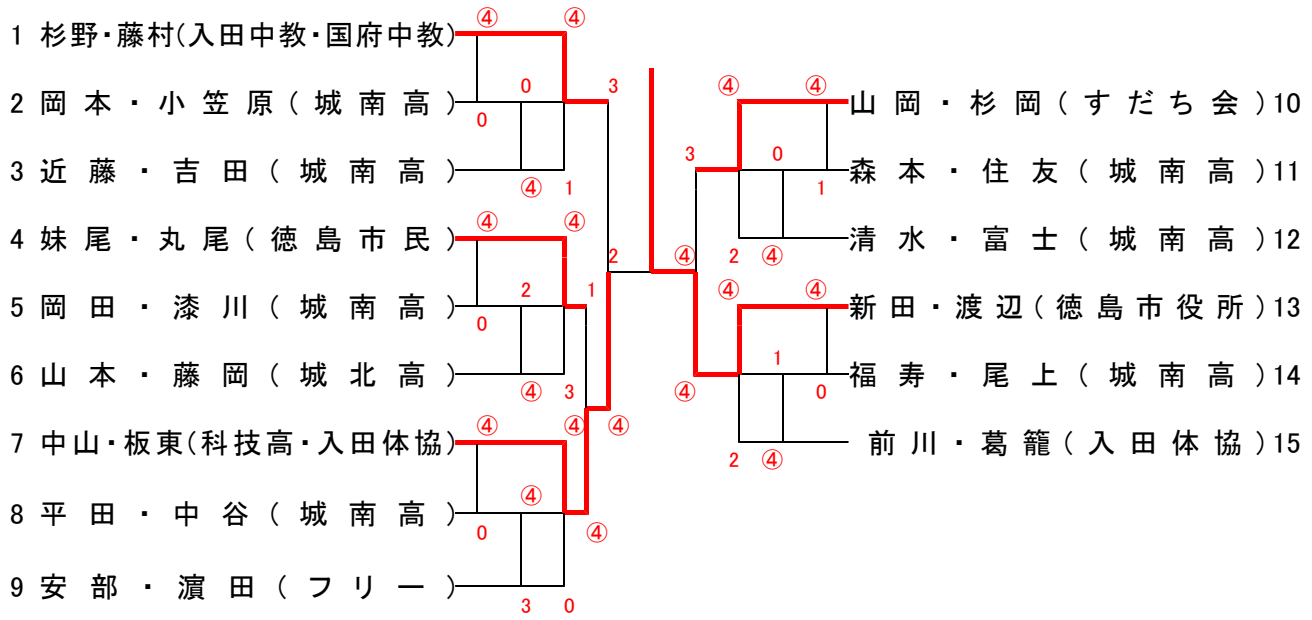 ④ ④
1 杉野・藤村(入田中教・国府中教)
0 3 ④ ④
2 岡本・小笠原(城南高) 山岡・杉岡(すだち会)10
0
3 0
3 近藤・吉田(城南高) 森本・住友(城南高)11
④ 1 1
④ ④
4 妹尾・丸尾(徳島市民) 清水・富士(城南高)12
2 ④ 2 ④
2 1 ④ ④
5 岡田・漆川(城南高) 新田・渡辺(徳島市役所)13
0
1
6 山本・藤岡(城北高) 福寿・尾上(城南高)14
④ 3 ④ 0
④ ④ ④
7 中山・板東(科技高・入田体協) 前川・葛籠(入田体協)15
2 ④
④
8 平田・中谷(城南高)
0 ④
9 安部・濵田(フリー)
3 0